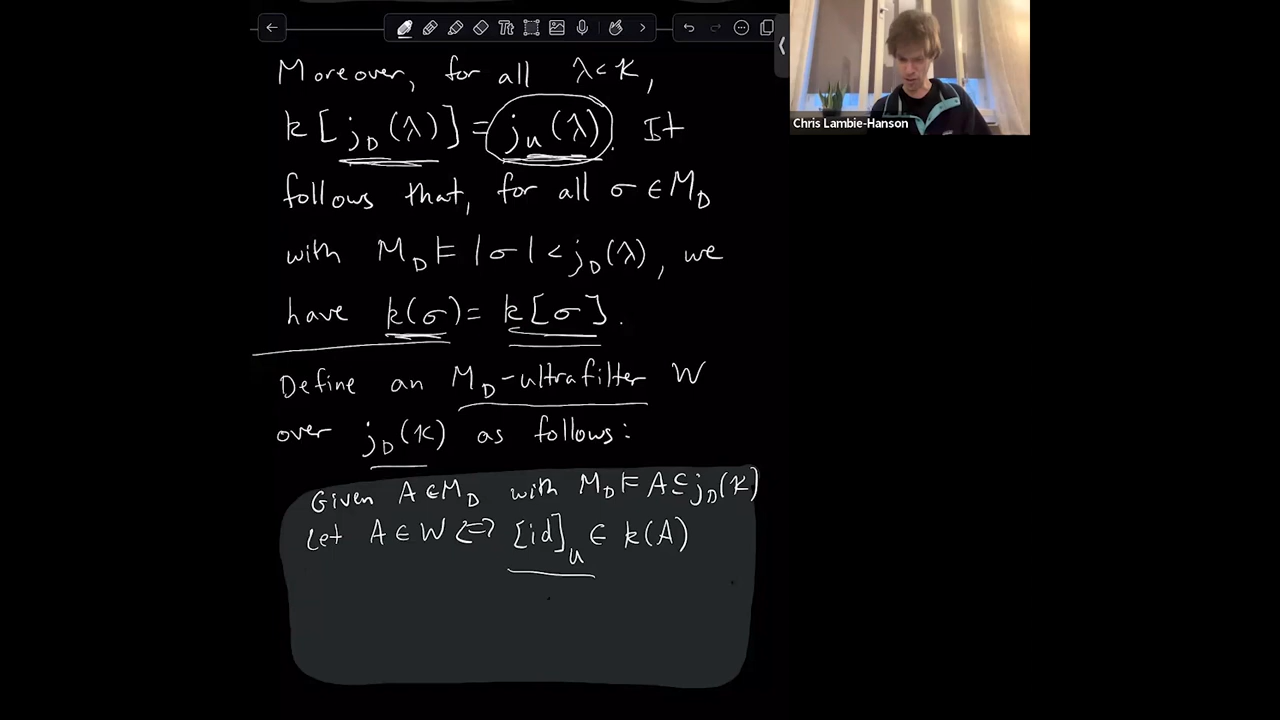 Moreover, for all λ<κ,
k[j_D(λ)] = j_U(λ). It
follows that, for all σ ∈ M_D
with M_D ⊨ |σ| < j_D(λ), we
have k(σ) = k[σ].
Define an M_D-ultrafilter W
over j_D(κ) as follows:
Given A ∈ M_D with M_D ⊨ A ⊆ j_D(κ)
Let A ∈ W ⇔ [id]_U ∈ k(A)
Chris Lambie-Hanson